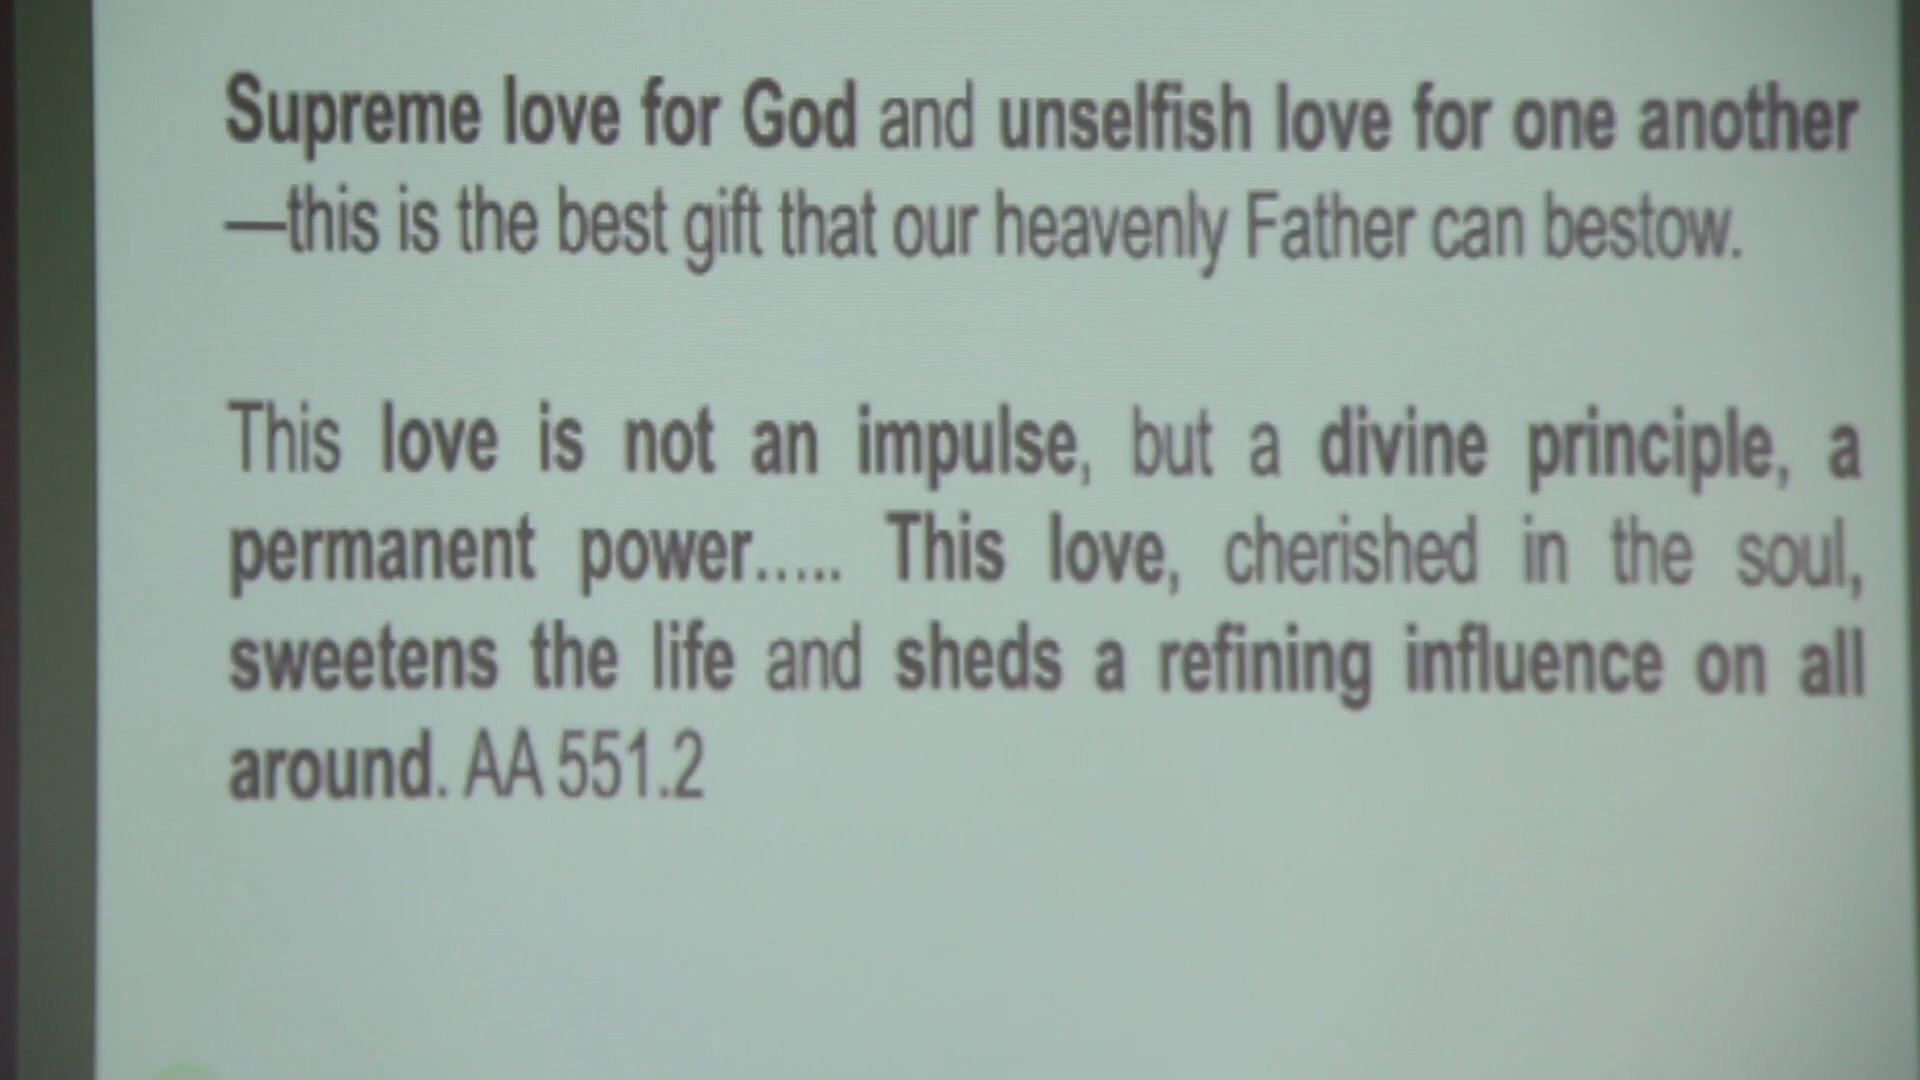 Supreme love for God and unselfish love for one another
—this is the best gift that our heavenly Father can bestow.
This love is not an impulse, but a divine principle, a
permanent power..... This love, cherished in the soul,
sweetens the life and sheds a refining influence on all
around. AA 551.2